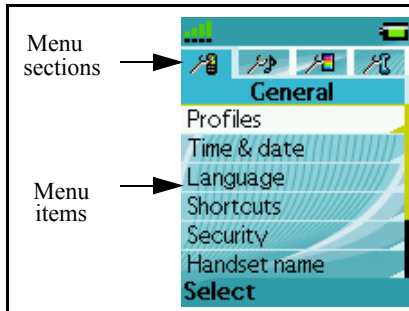 Menu
sections
General
Profiles
Time & date
Language
Menu
items
Shortcuts
Security
Handset name
Select